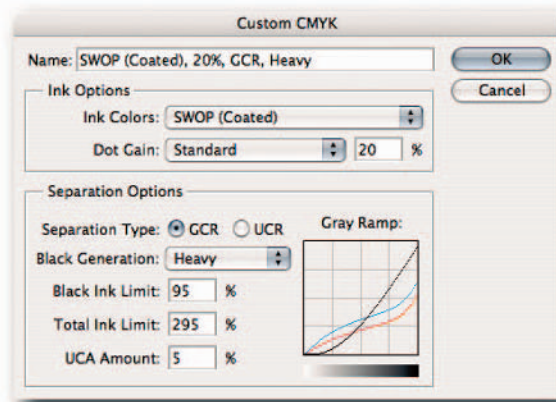 Custom CMYK
Name: SWOP (Coated), 20%, GCR, Heavy
OK
Cancel
Ink Options
Ink Colors: SWOP (Coated)
Dot Gain: Standard 20 %
Separation Options
Separation Type: GCR UCR
Gray Ramp:
Black Generation: Heavy
Black Ink Limit: 95 %
Total Ink Limit: 295 %
UCA Amount: 5 %